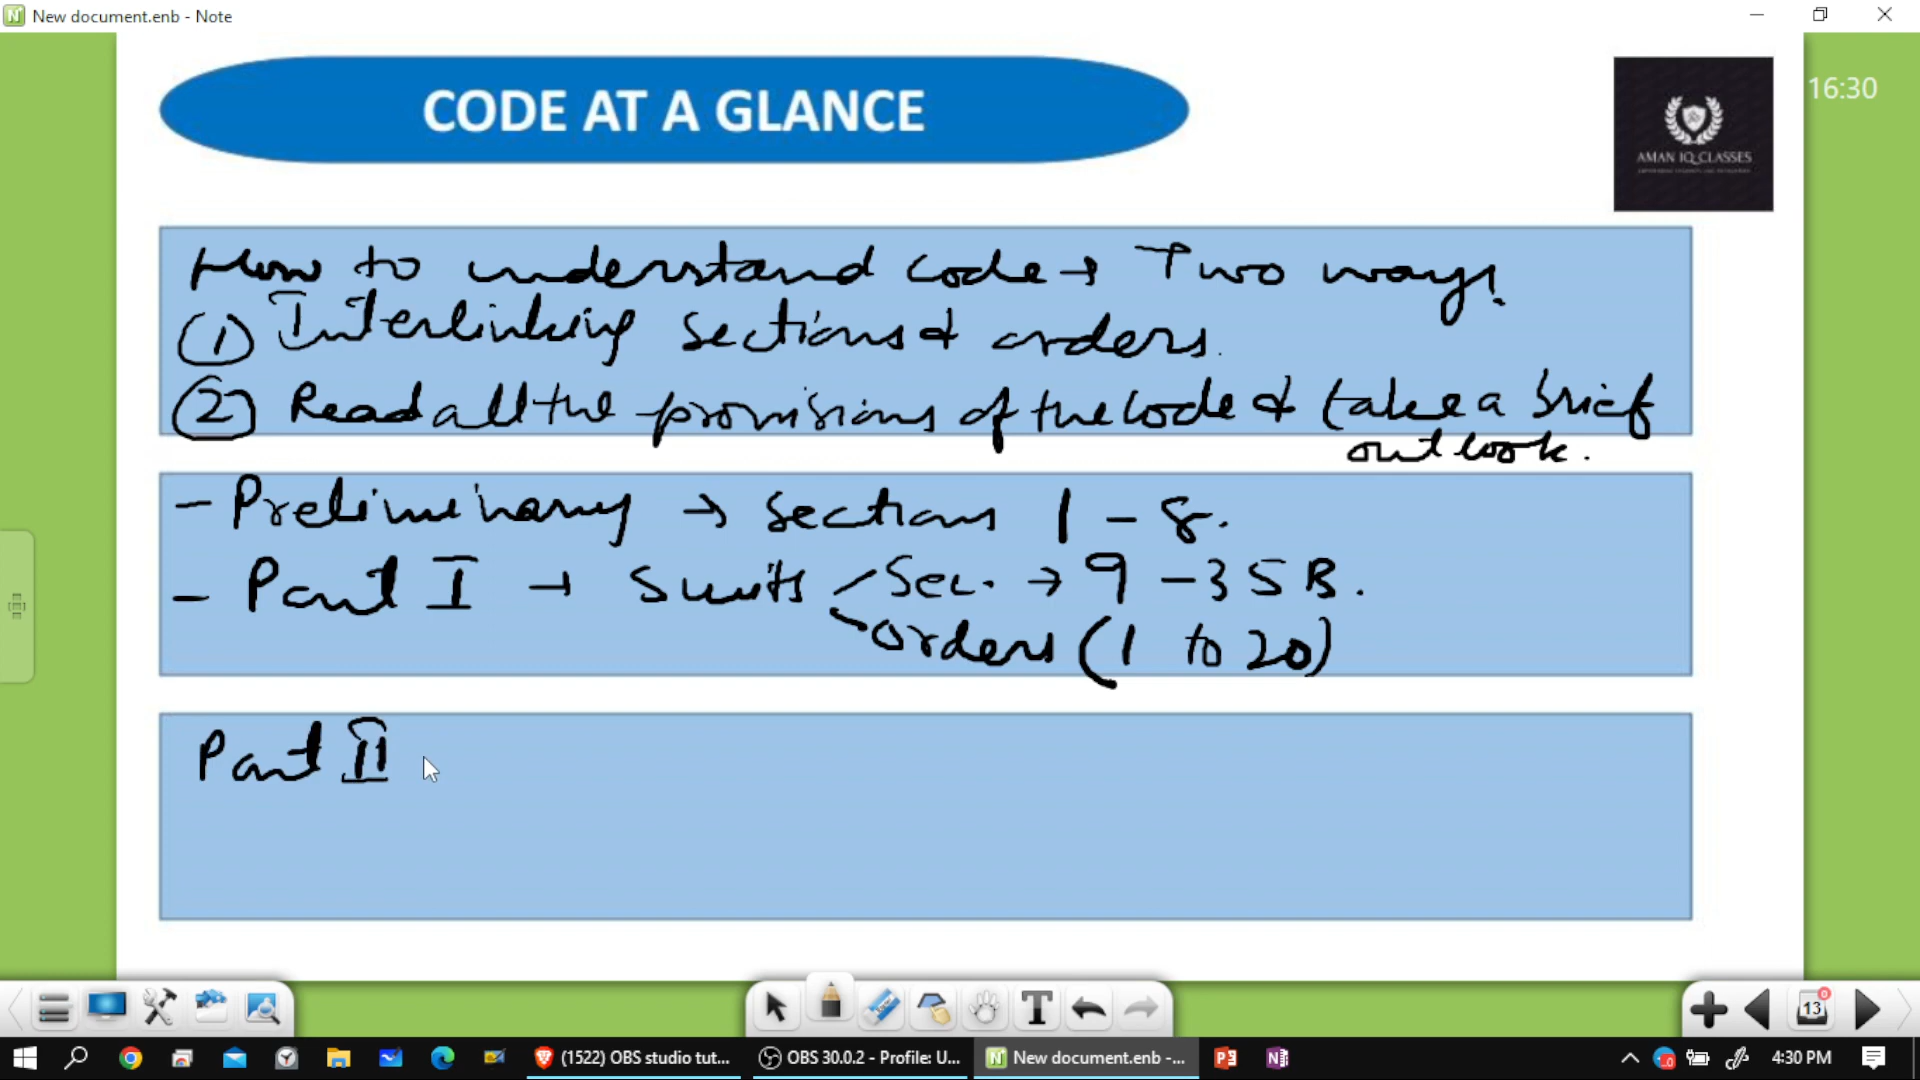 New document.enb - Note
CODE AT A GLANCE
16:30
AMAN IQ CLASSES
How to understand code → Two ways.
(1) Interlinking sections & orders.
(2) Read all the provisions of the code & take a brief
outlook.
- Preliminary → Sections 1 - 8.
- Part I → Suits Sec. → 9 - 35B.
Orders (1 to 20)
Part II
T
13
0
(1522) OBS studio tut...
OBS 30.0.2 - Profile: U...
New document.enb -...
4:30 PM